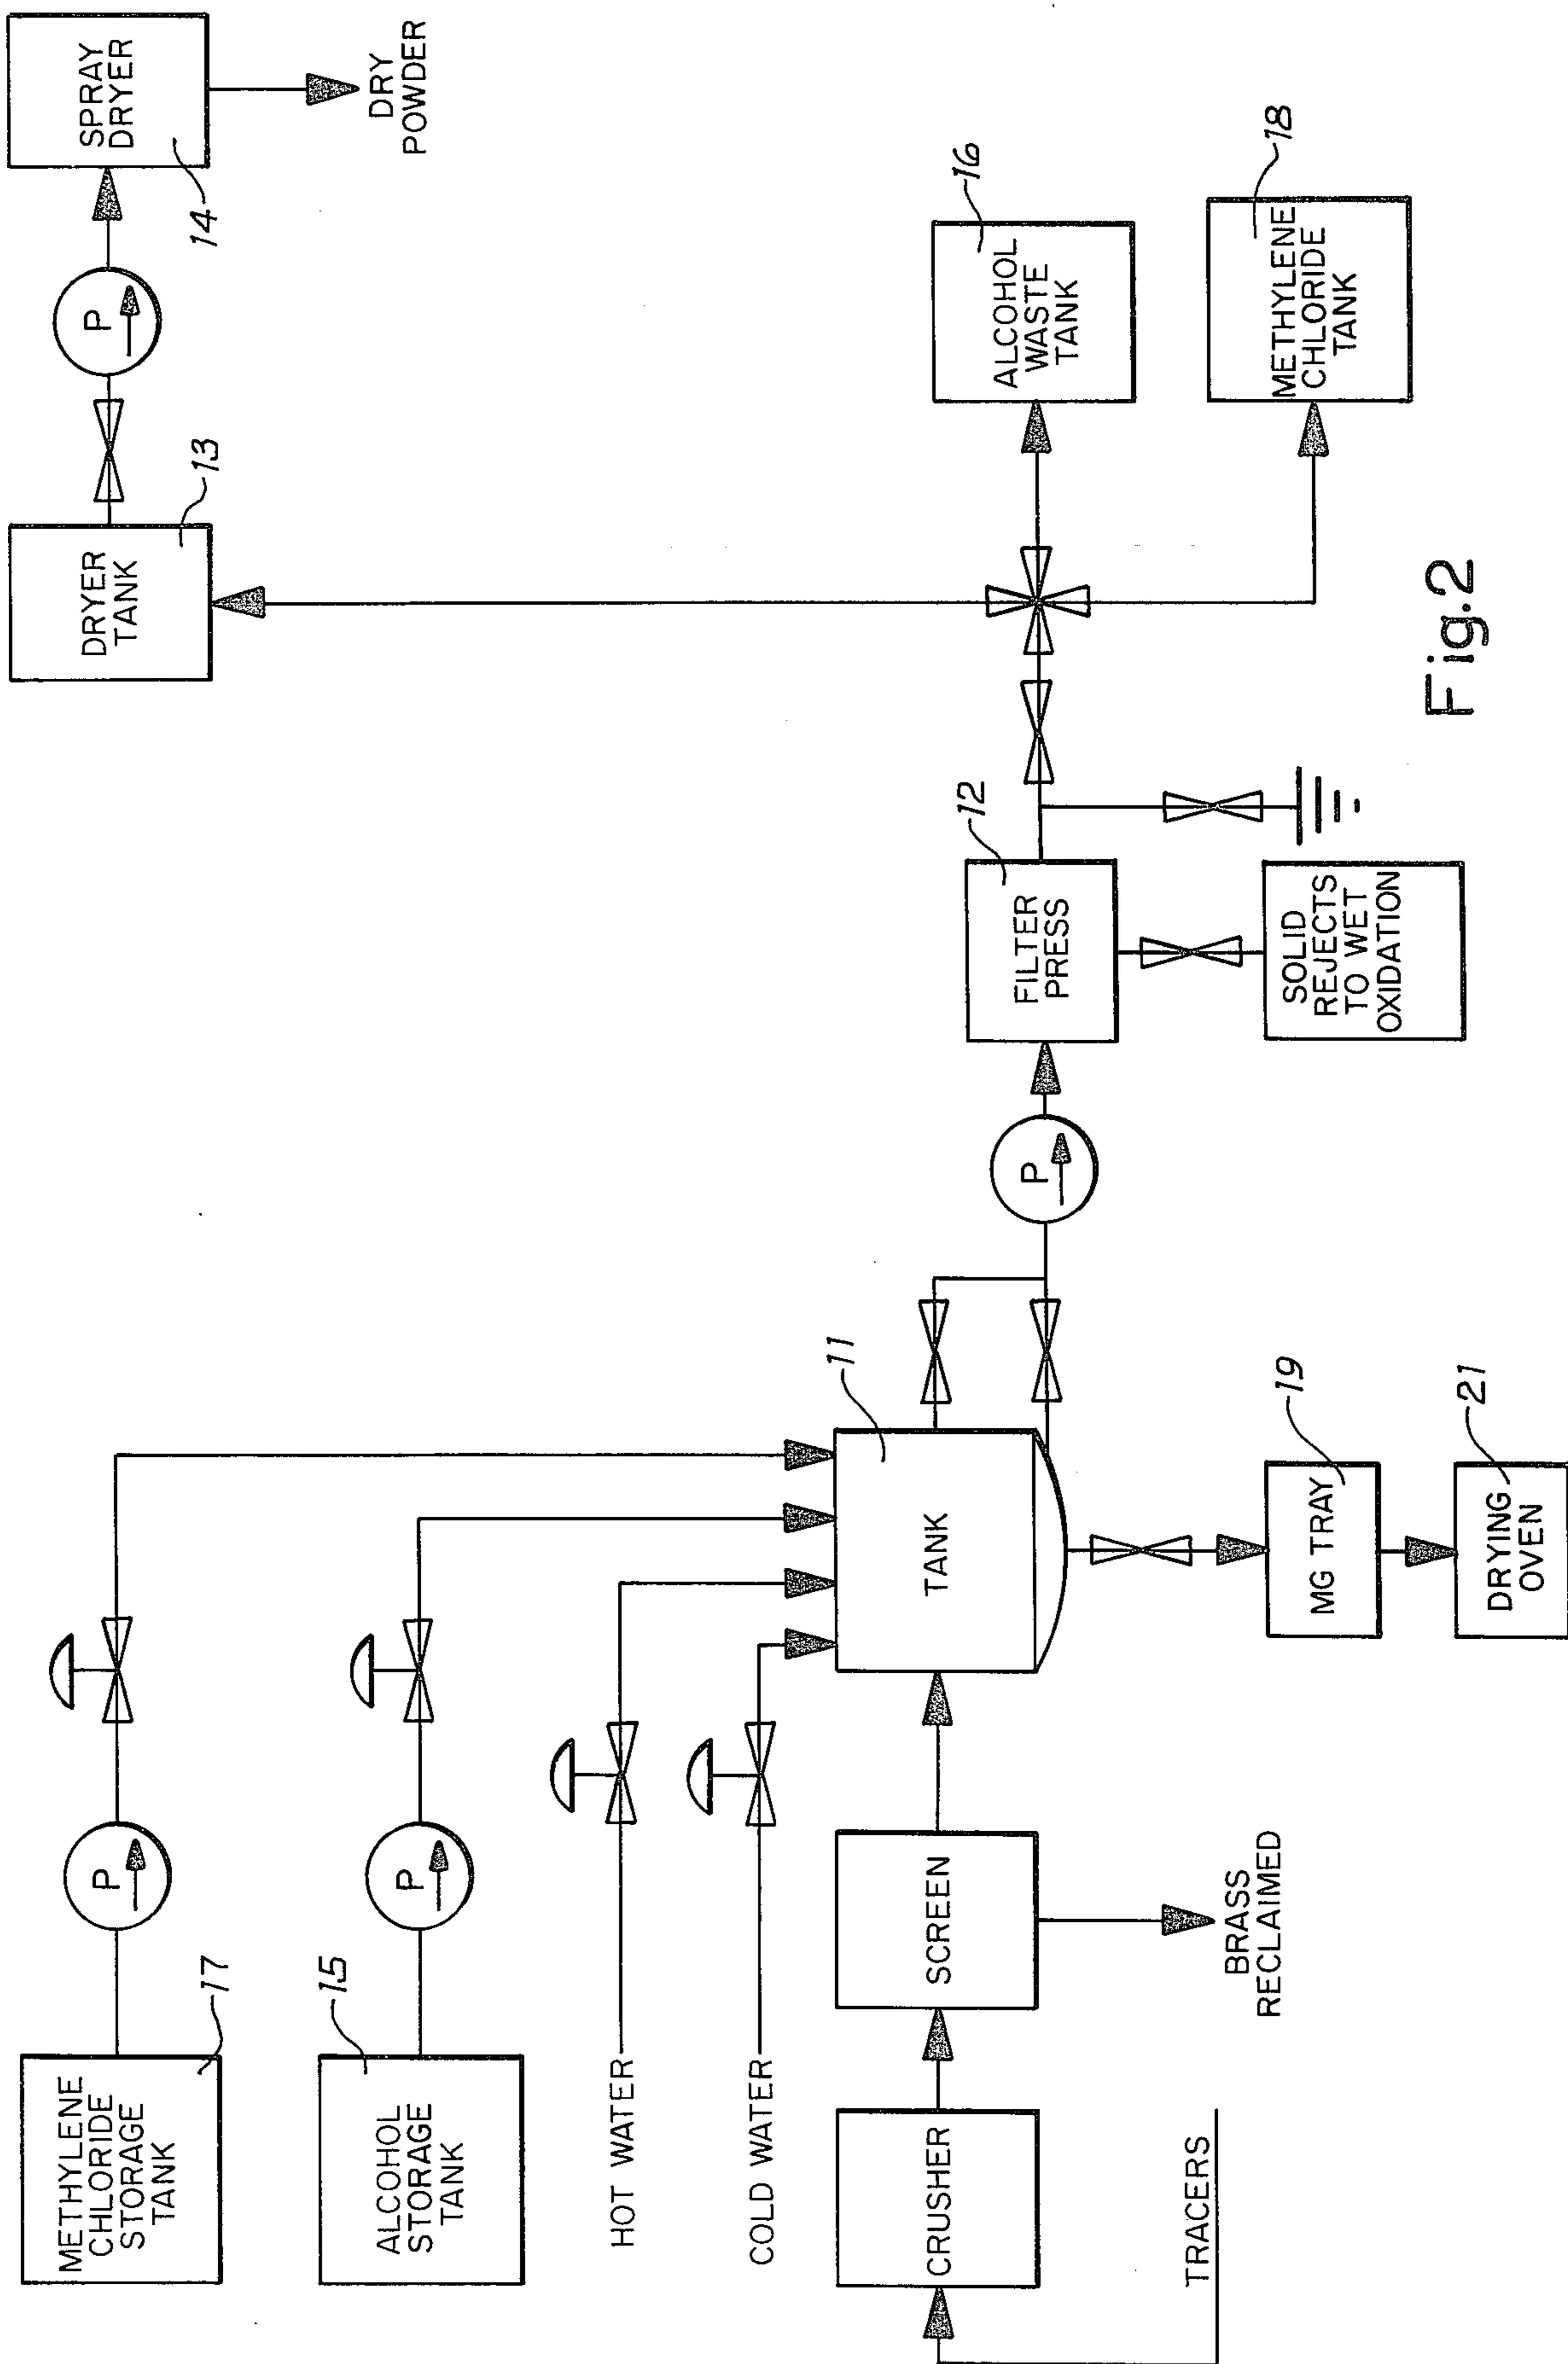 METHYLENE
CHLORIDE
STORAGE
TANK
17
P
ALCOHOL
STORAGE
TANK
15
P
HOT WATER
COLD WATER
CRUSHER
TRACERS
SCREEN
BRASS
RECLAIMED
TANK
11
MG TRAY
19
DRYING
OVEN
21
P
FILTER
PRESS
12
SOLID
REJECTS
TO WET
OXIDATION
DRYER
TANK
13
P
SPRAY
DRYER
14
DRY
POWDER
ALCOHOL
WASTE
TANK
16
METHYLENE
CHLORIDE
TANK
18
Fig.2